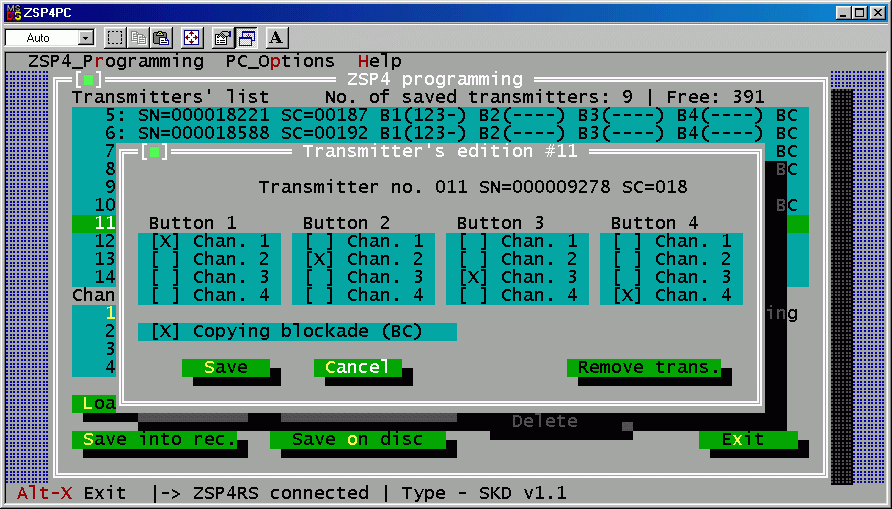 ZSP4PC
Auto
A
ZSP4_Programming PC_Options Help
ZSP4 programming
Transmitters' list No. of saved transmitters: 9 | Free: 391
5: SN=000018221 SC=00187 B1(123-) B2(----) B3(----) B4(----) BC
6: SN=000018588 SC=00192 B1(123-) B2(----) B3(----) B4(----) BC
7 BC
Transmitter's edition #11
8 BC
9
Transmitter no. 011 SN=000009278 SC=018
10 BC
11
Button 1 Button 2 Button 3 Button 4
12 [X] Chan. 1 [ ] Chan. 1 [ ] Chan. 1 [ ] Chan. 1
13 [ ] Chan. 2 [X] Chan. 2 [ ] Chan. 2 [ ] Chan. 2
14 [ ] Chan. 3 [ ] Chan. 3 [X] Chan. 3 [ ] Chan. 3
Chan [ ] Chan. 4 [ ] Chan. 4 [ ] Chan. 4 [X] Chan. 4
1 ing
2 [X] Copying blockade (BC)
3
4 Save Cancel Remove trans.
Loa
Delete
Save into rec. Save on disc Exit
Alt-X Exit |-> ZSP4RS connected | Type - SKD v1.1